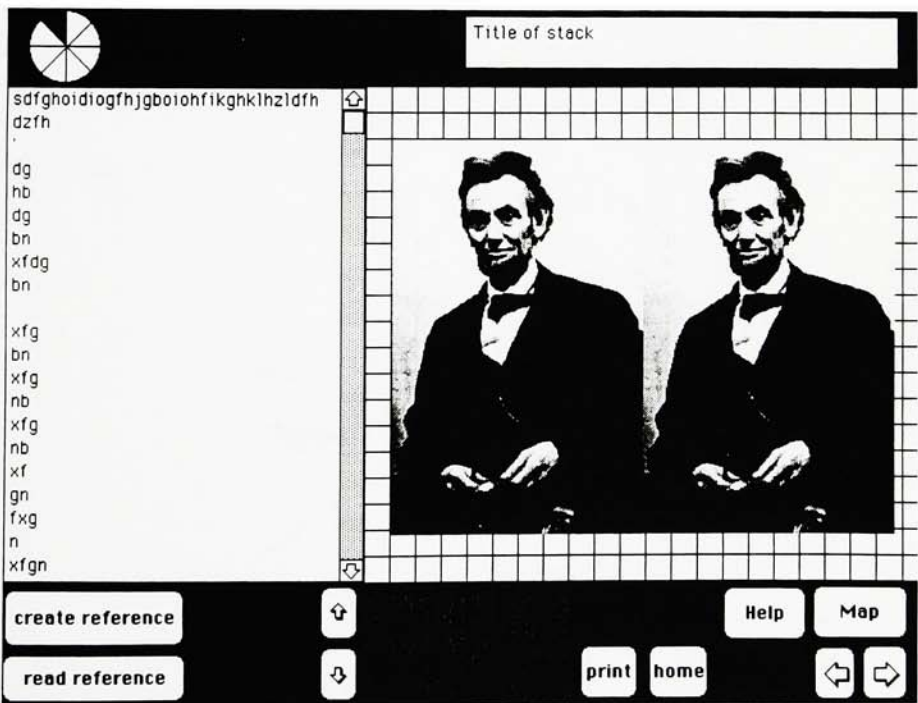 Title of stack
sdfghoidiogfhjgboiohfikghklhzldfh
dzfh
'
dg
hb
dg
bn
xfdg
bn
xfg
bn
xfg
nb
xfg
nb
xf
gn
fxg
n
xfgn
create reference
Help
Map
read reference
print
home